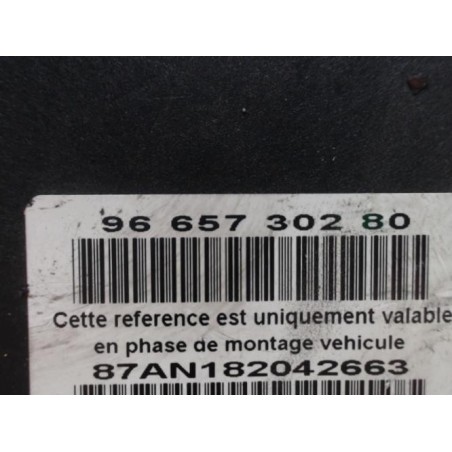 96 657 302 80
Cette reference est uniquement valable
en phase de montage vehicule
87AN182042663